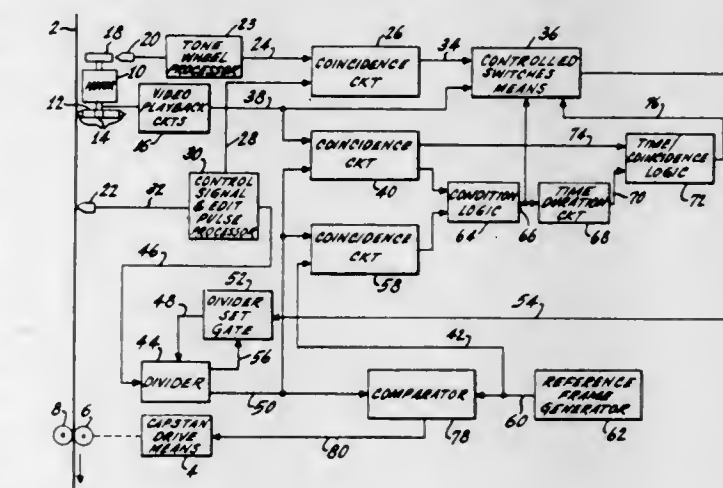 2
18
20
23
TONE
WHEEL
PROCESSOR
24
26
COINCIDENCE
CKT
34
36
CONTROLLED
SWITCHES
MEANS
10
12
14
VIDEO
PLAYBACK
CKTS
16
38
28
76
30
CONTROL
SIGNAL
& EDIT
PULSE
PROCESSOR
22
32
COINCIDENCE
CKT
40
74
TIME/
COINCIDENCE
LOGIC
72
CONDITION
LOGIC
64
66
TIME
DURATION
CKT
68
70
COINCIDENCE
CKT
58
46
52
DIVIDER
SET
GATE
48
56
54
44
DIVIDER
50
42
COMPARATOR
78
60
REFERENCE
FRAME
GENERATOR
62
8
6
CAPSTAN
DRIVE
MEANS
4
80